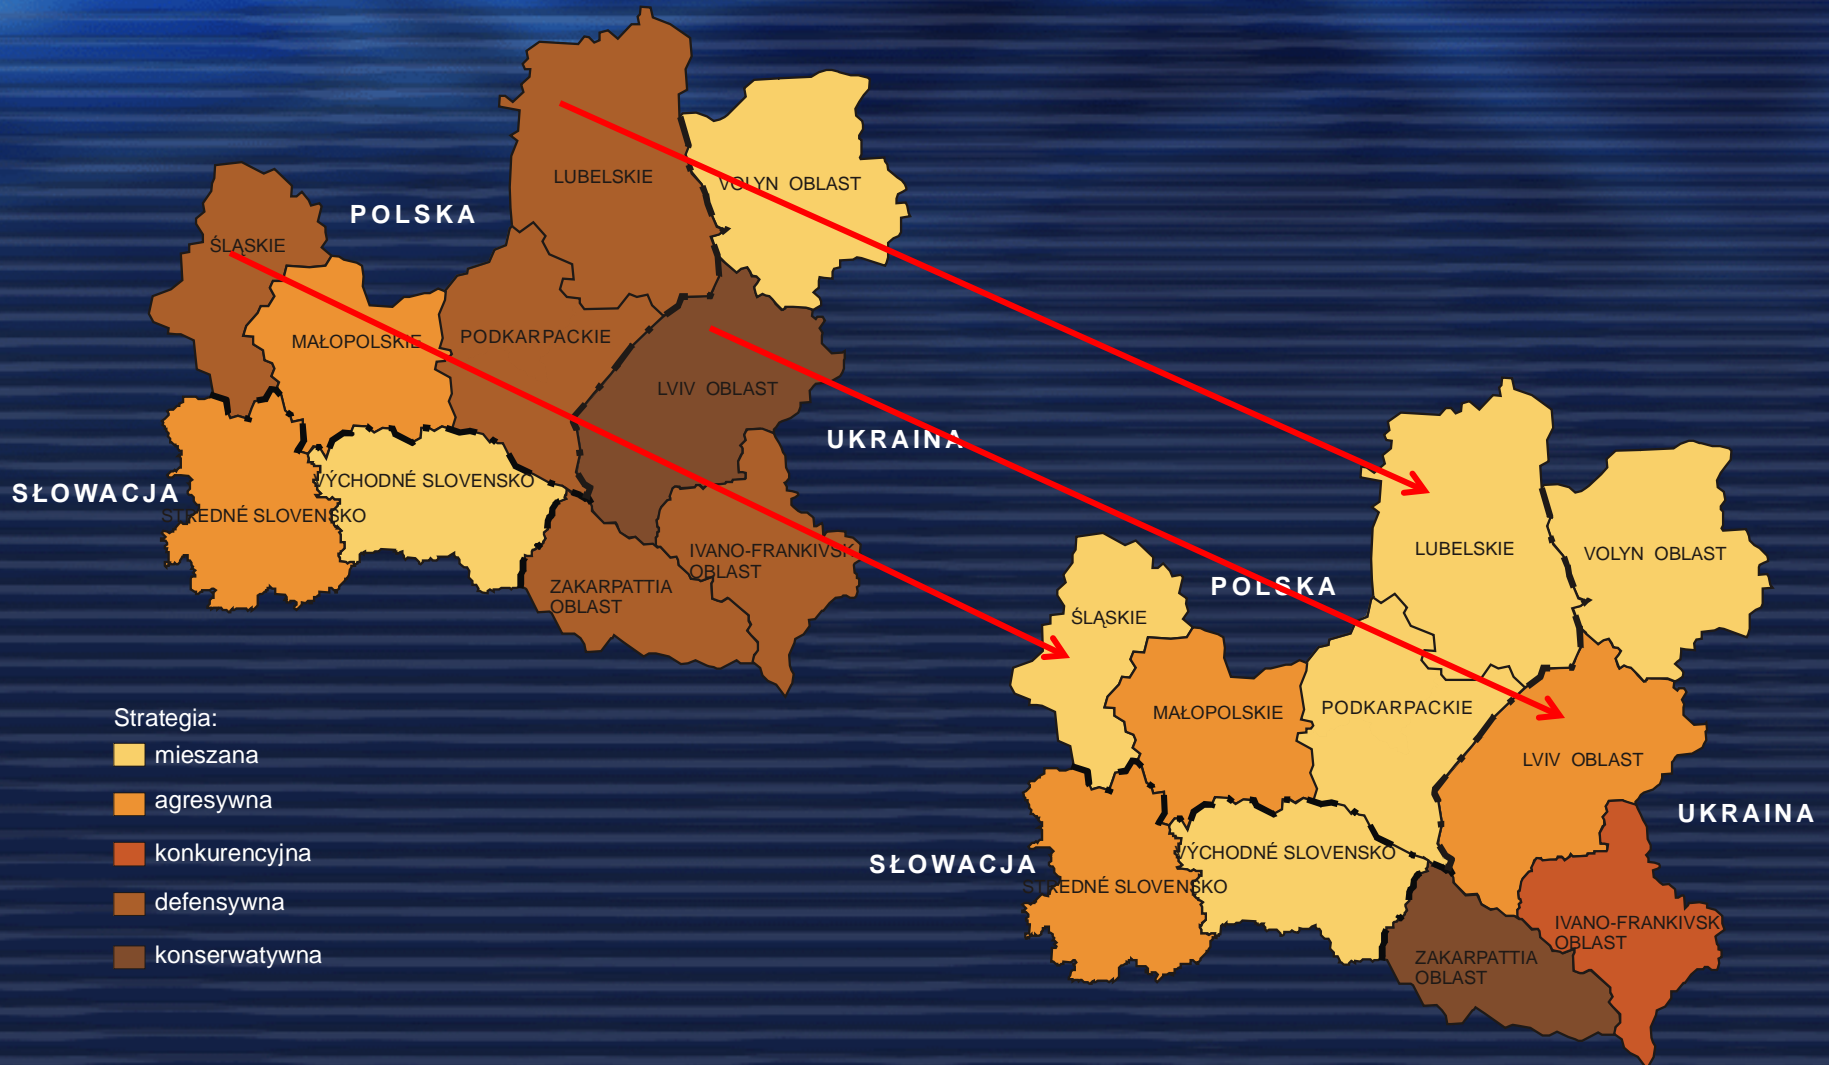 LUBELSKIE
VOLYN OBLAST
POLSKA
ŚLĄSKIE
MAŁOPOLSKIE
PODKARPACKIE
LVIV OBLAST
UKRAINA
VÝCHODNÉ SLOVENSKO
SŁOWACJA
STREDNÉ SLOVENSKO
IVANO-FRANKIVSK
OBLAST
ZAKARPATTIA
OBLAST
LUBELSKIE
VOLYN OBLAST
POLSKA
ŚLĄSKIE
MAŁOPOLSKIE
PODKARPACKIE
LVIV OBLAST
UKRAINA
VÝCHODNÉ SLOVENSKO
SŁOWACJA
STREDNÉ SLOVENSKO
IVANO-FRANKIVSK
OBLAST
ZAKARPATTIA
OBLAST
Strategia:
mieszana
agresywna
konkurencyjna
defensywna
konserwatywna